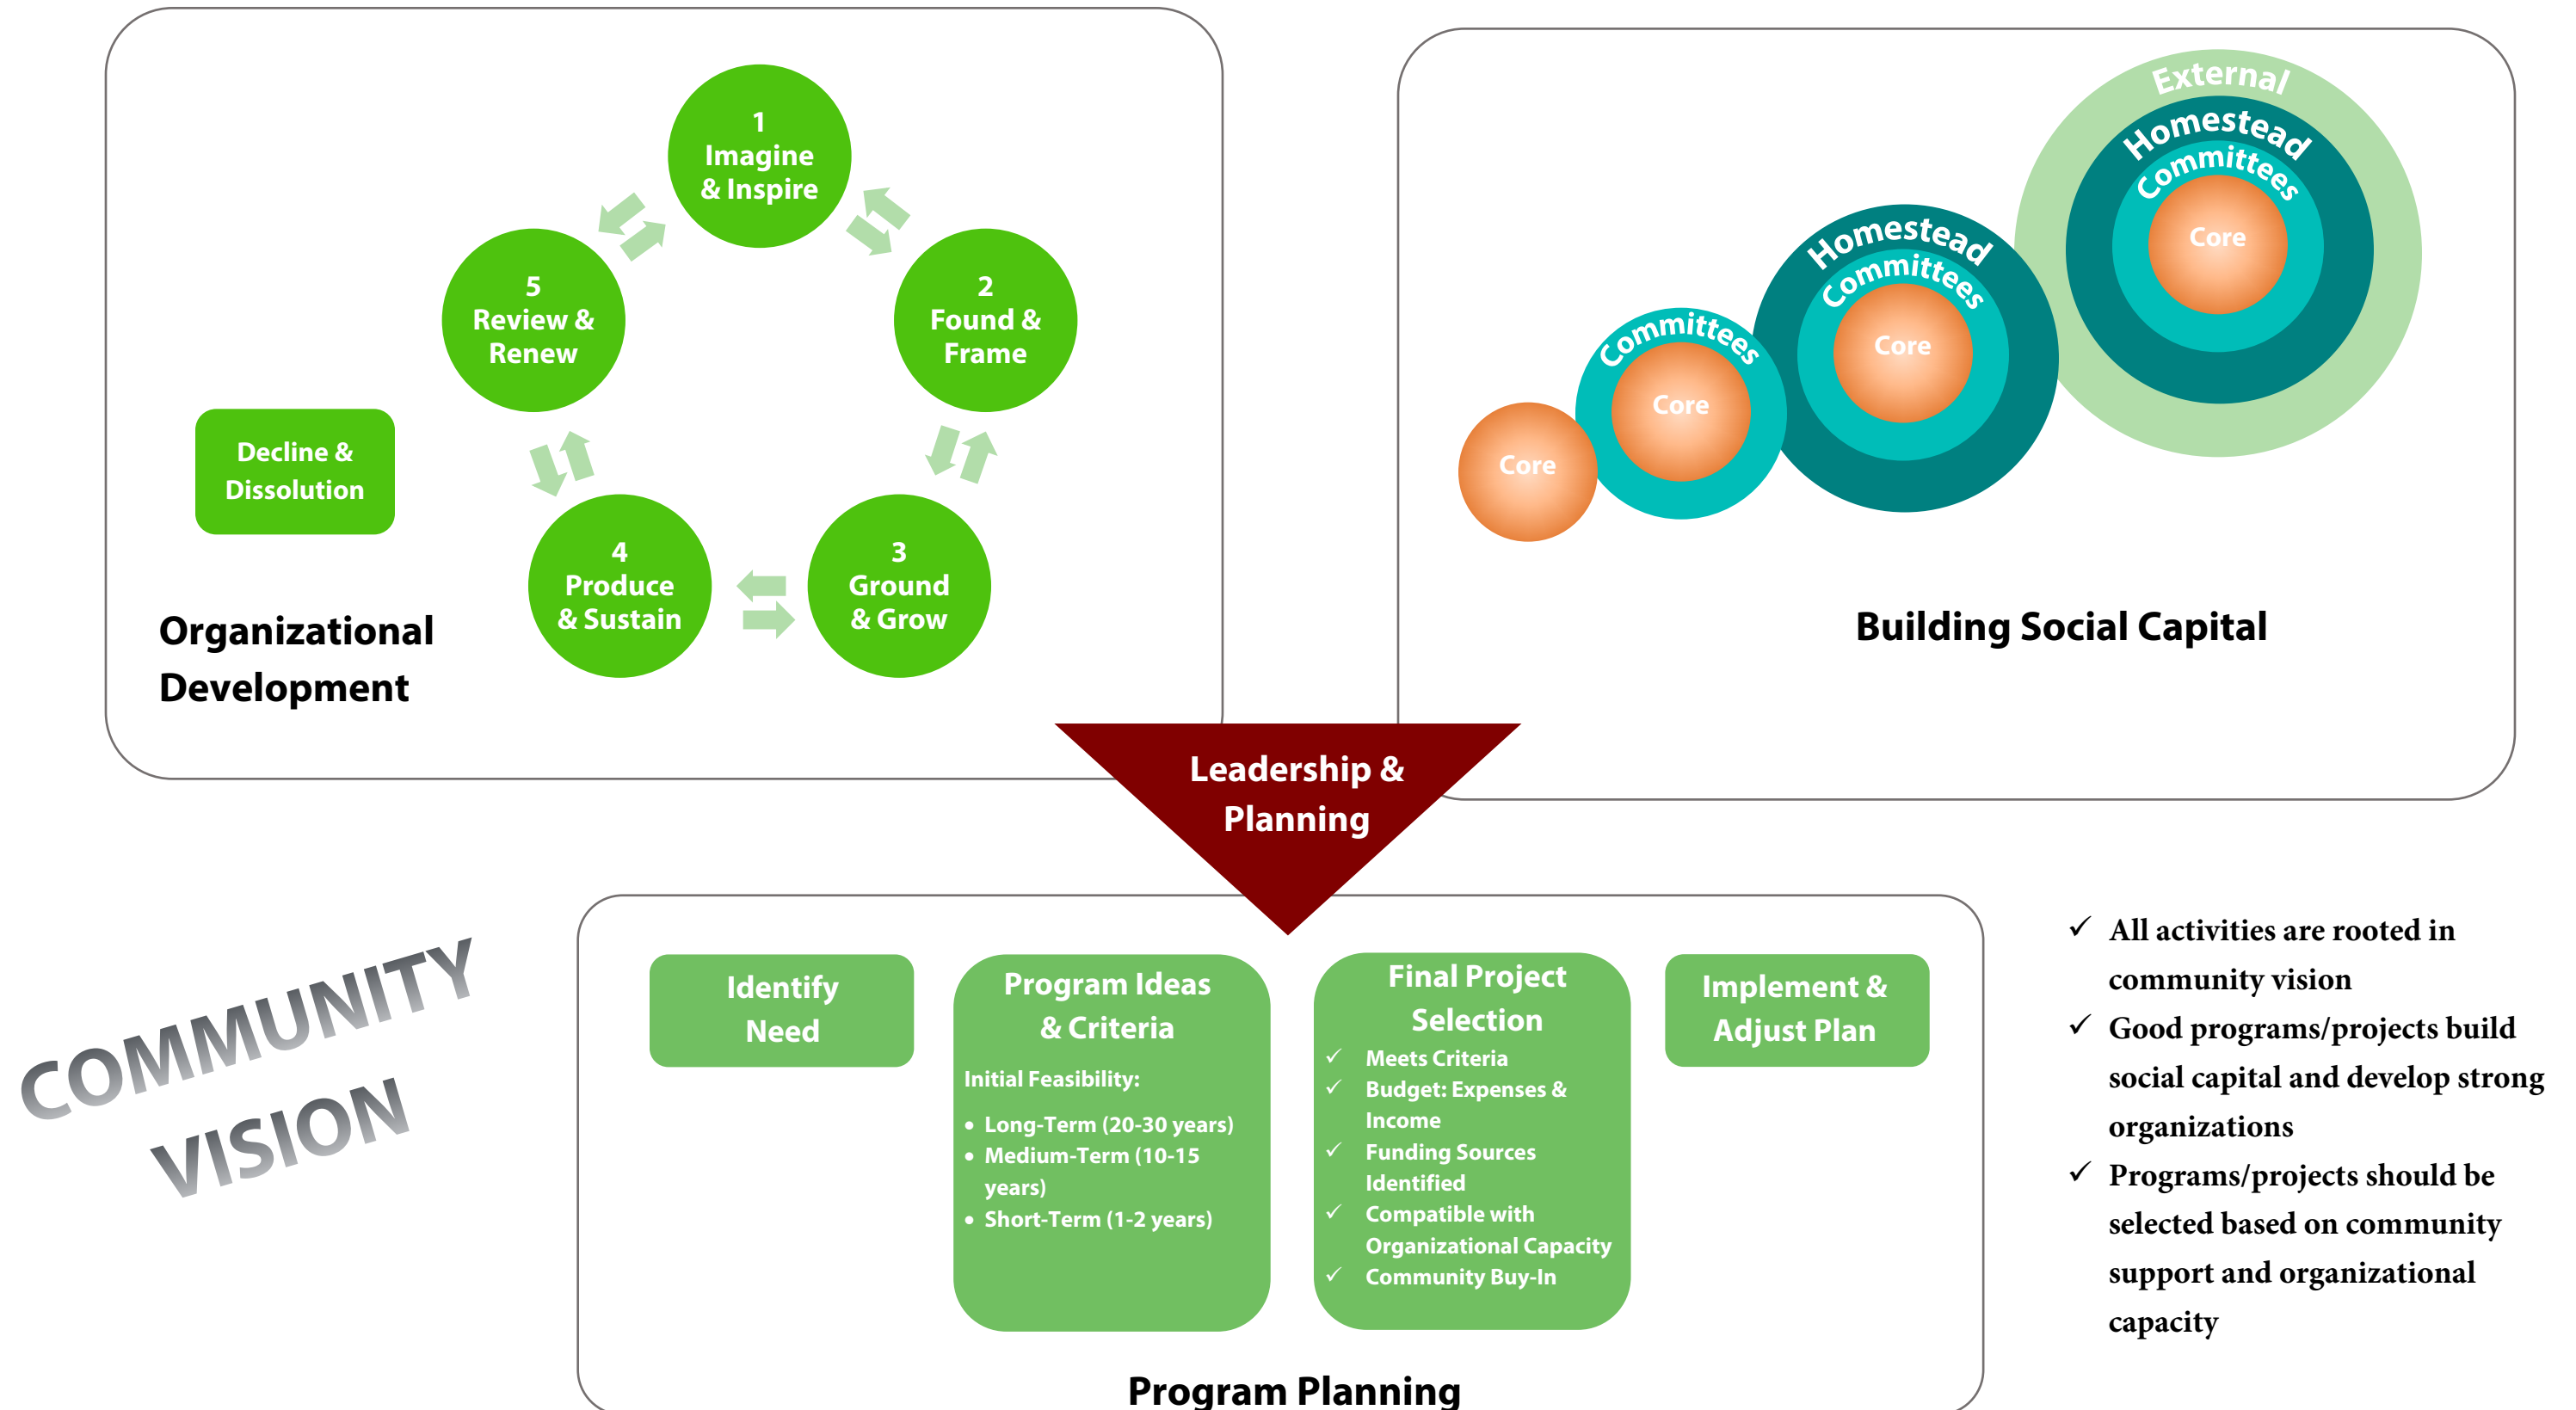 1
Imagine
& Inspire
2
Found &
Frame
3
Ground
& Grow
4
Produce
& Sustain
5
Review &
Renew
Decline &
Dissolution
Organizational
Development
Core
Committees
Core
Homestead
Committees
Core
External
Homestead
Committees
Core
Building Social Capital
Leadership &
Planning
COMMUNITY
VISION
Identify
Need
Program Ideas
& Criteria
Initial Feasibility:
• Long-Term (20-30 years)
• Medium-Term (10-15
years)
• Short-Term (1-2 years)
Final Project
Selection
✓ Meets Criteria
✓ Budget: Expenses &
Income
✓ Funding Sources
Identified
✓ Compatible with
Organizational Capacity
✓ Community Buy-In
Implement &
Adjust Plan
Program Planning
✓ All activities are rooted in
community vision
✓ Good programs/projects build
social capital and develop strong
organizations
✓ Programs/projects should be
selected based on community
support and organizational
capacity